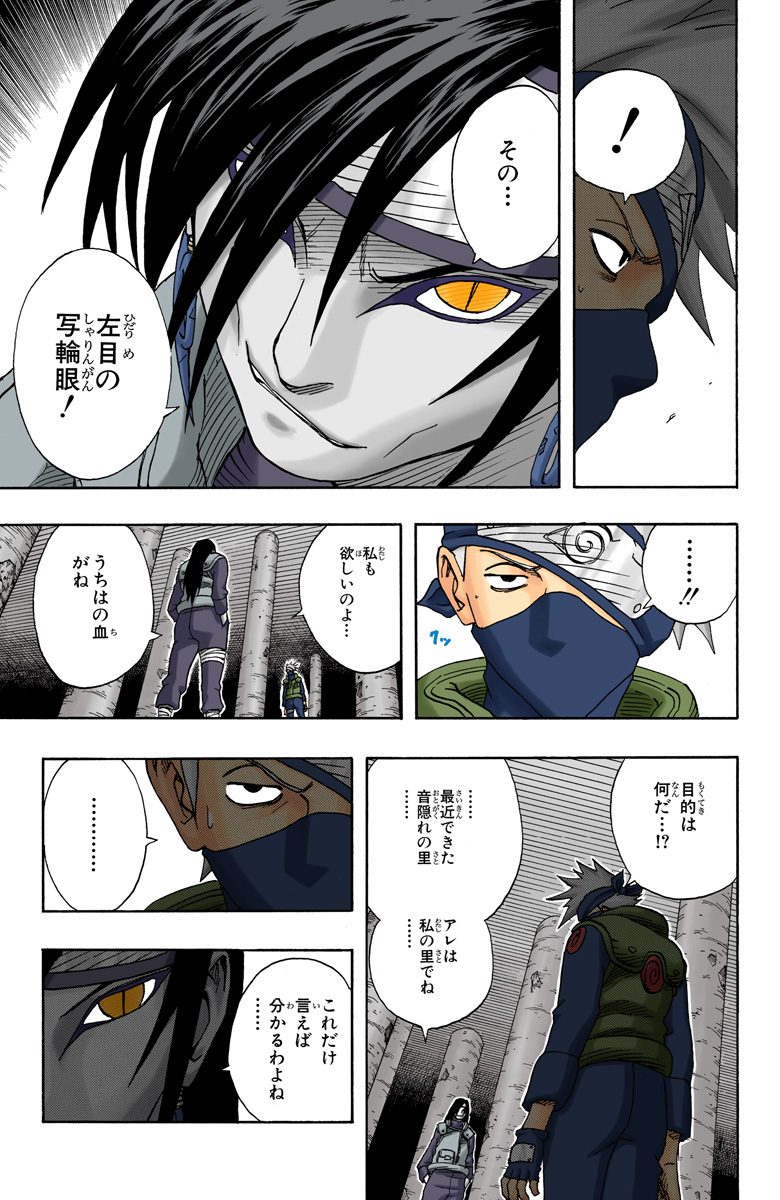 ！
その…
左目の
写輪眼！
……!!
クッ
私も
欲しいのよ…
うちはの血
がね
目的は
何だ…!?
………
最近できた
音隠れの里
………
アレは
私の里でね
……
…………
これだけ
言えば
分かるわよね
……